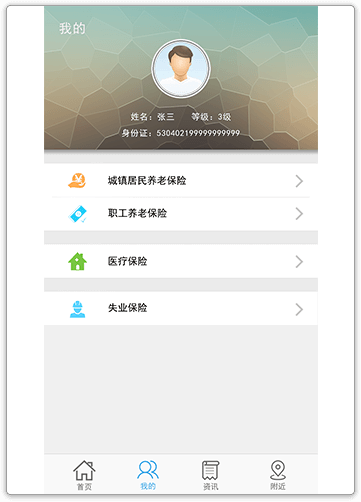 我的
姓名：张三 等级：3级
身份证：530402199999999999
城镇居民养老保险
职工养老保险
医疗保险
失业保险
首页 我的 资讯 附近